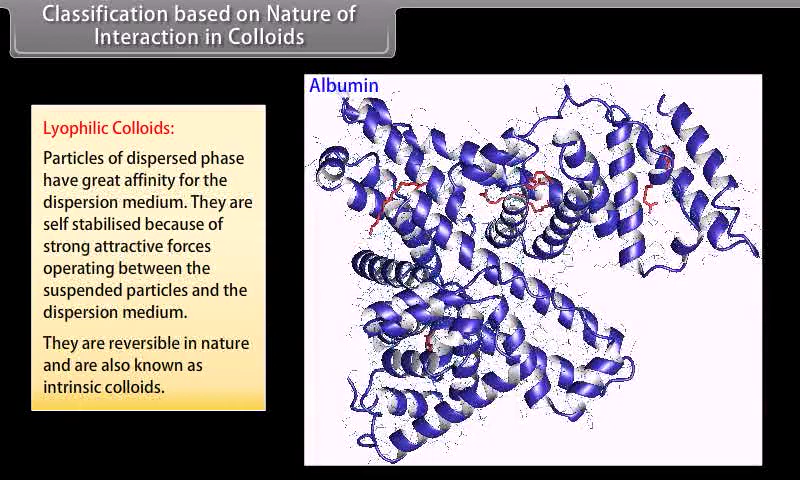 Classification based on Nature of
Interaction in Colloids
Albumin
Lyophilic Colloids:
Particles of dispersed phase
have great affinity for the
dispersion medium. They are
self stabilised because of
strong attractive forces
operating between the
suspended particles and the
dispersion medium.
They are reversible in nature
and are also known as
intrinsic colloids.